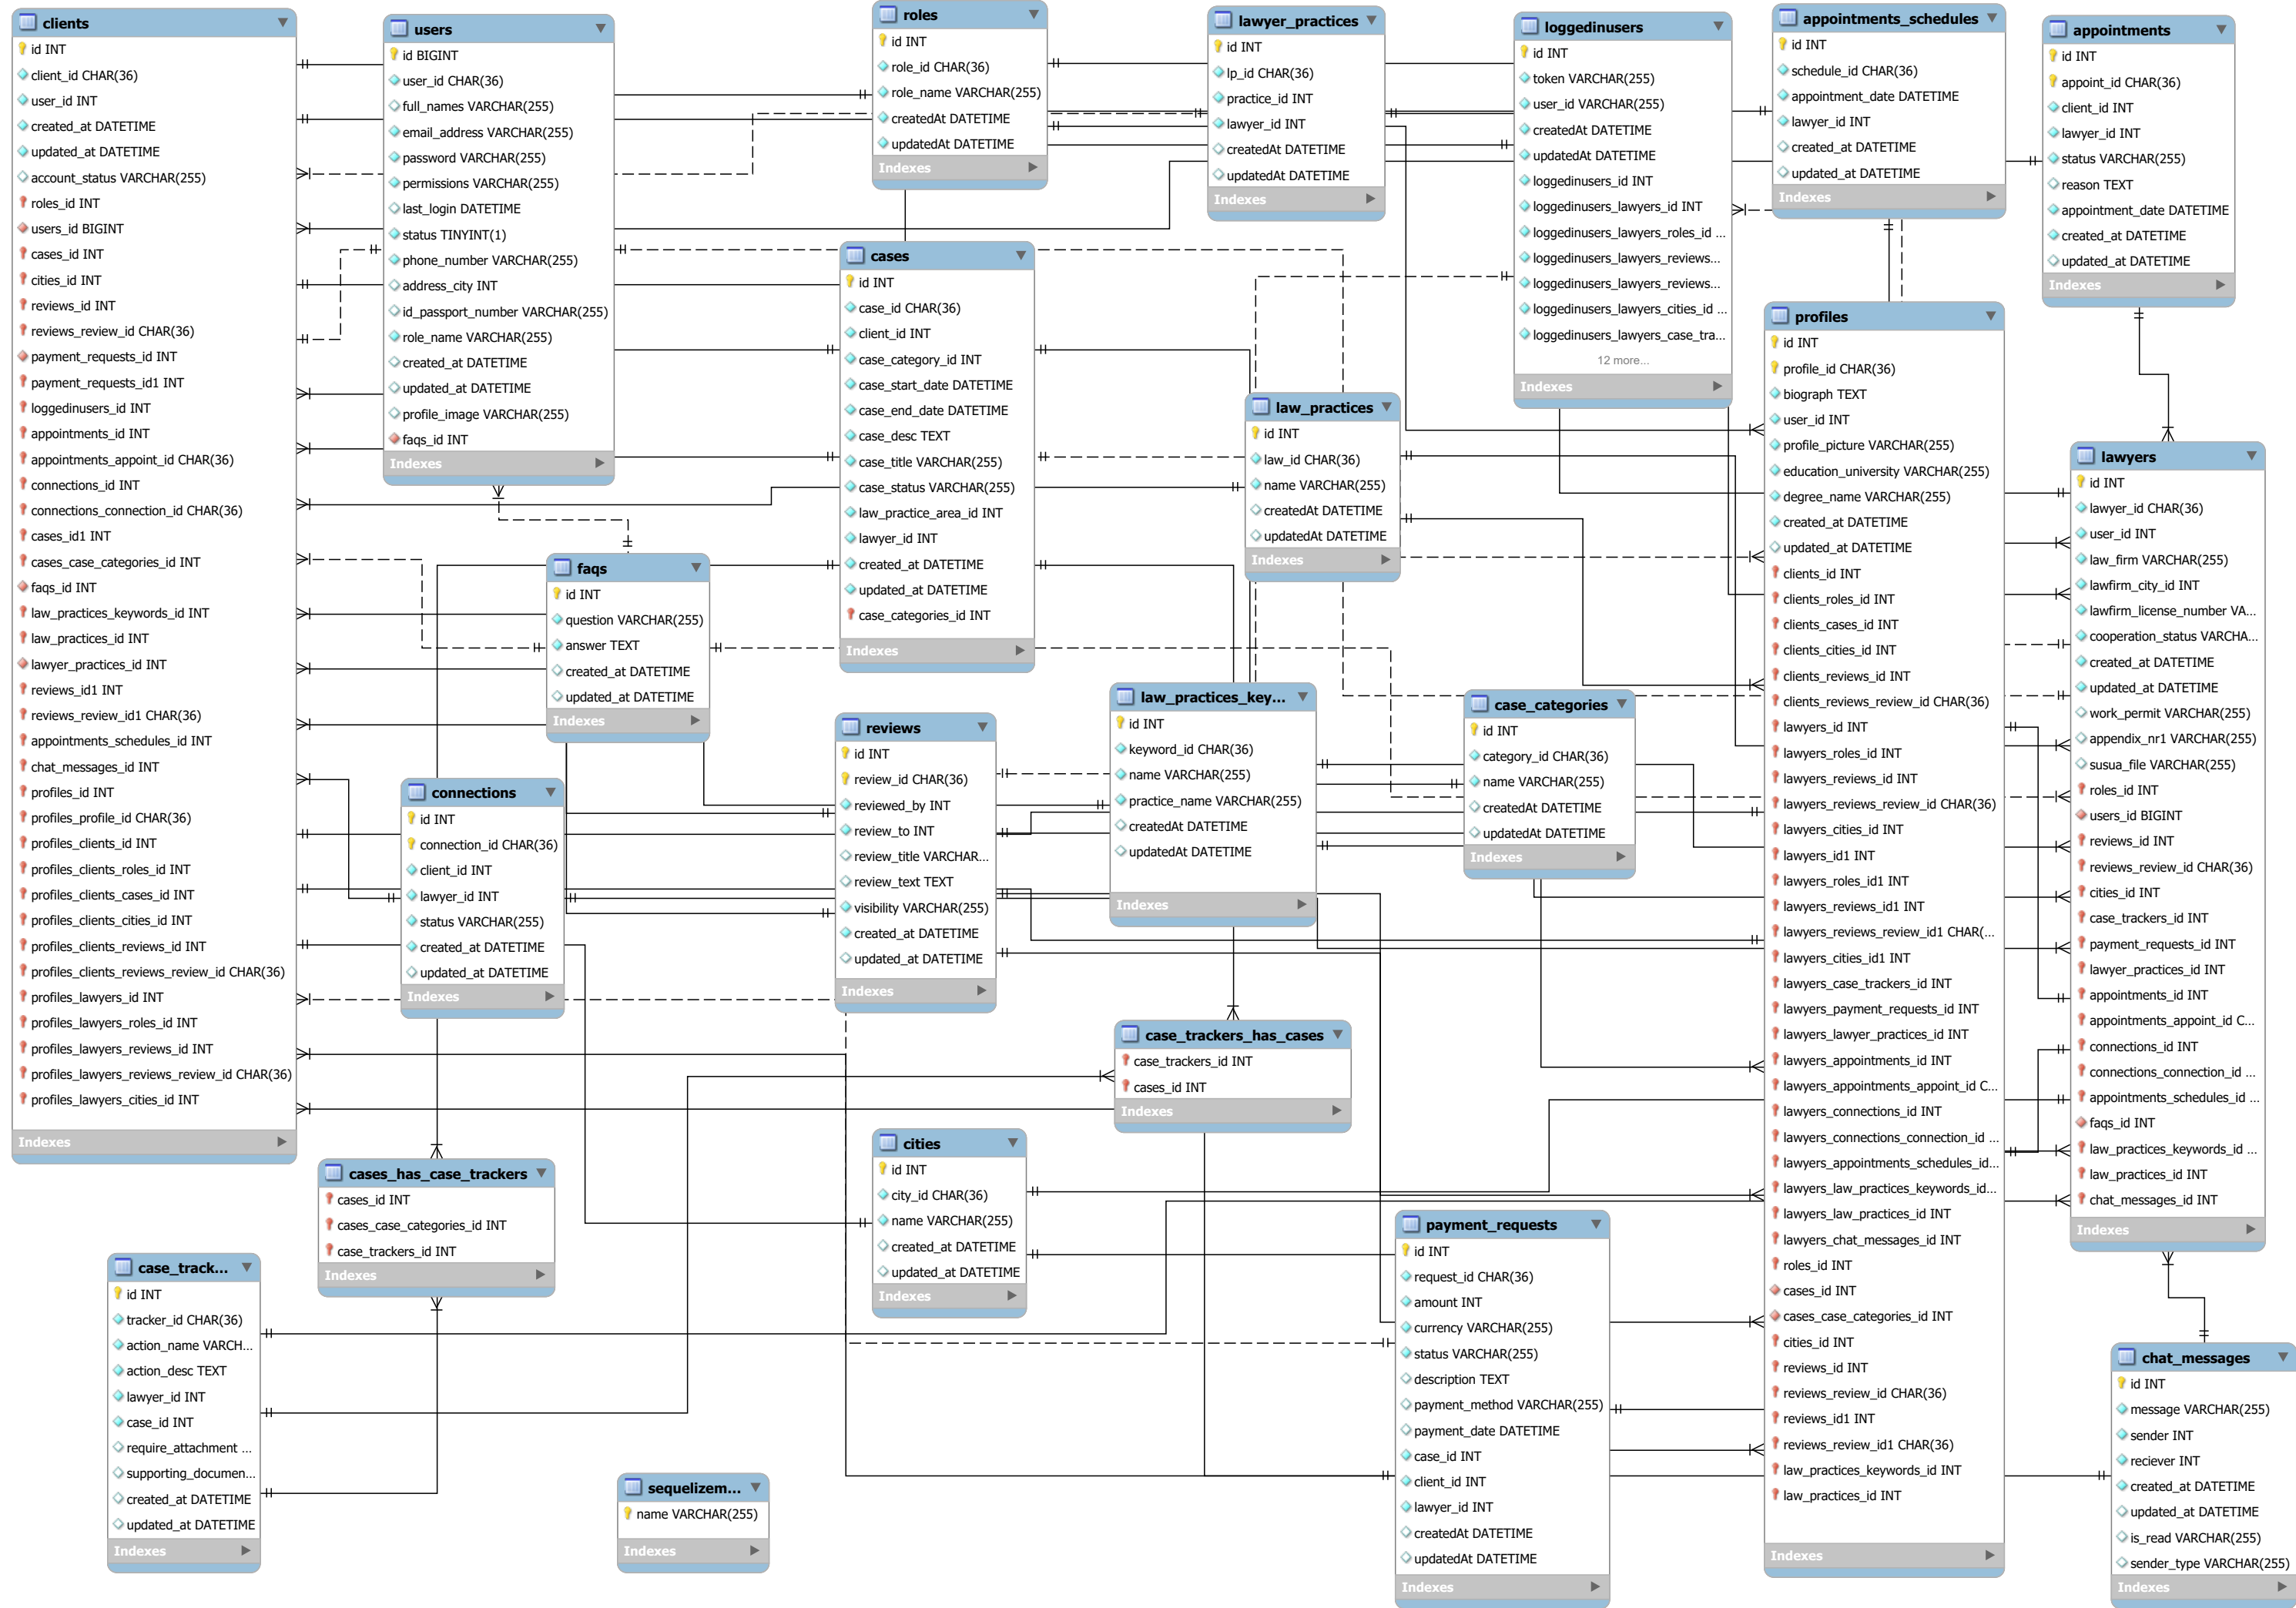 clients
id INT
client_id CHAR(36)
user_id INT
created_at DATETIME
updated_at DATETIME
account_status VARCHAR(255)
roles_id INT
users_id BIGINT
cases_id INT
cities_id INT
reviews_id INT
reviews_review_id CHAR(36)
payment_requests_id INT
payment_requests_id1 INT
loggedinusers_id INT
appointments_id INT
appointments_appoint_id CHAR(36)
connections_id INT
connections_connection_id CHAR(36)
cases_id1 INT
cases_case_categories_id INT
faqs_id INT
law_practices_keywords_id INT
law_practices_id INT
lawyer_practices_id INT
reviews_id1 INT
reviews_review_id1 CHAR(36)
appointments_schedules_id INT
chat_messages_id INT
profiles_id INT
profiles_profile_id CHAR(36)
profiles_clients_id INT
profiles_clients_roles_id INT
profiles_clients_cases_id INT
profiles_clients_cities_id INT
profiles_clients_reviews_id INT
profiles_clients_reviews_review_id CHAR(36)
profiles_lawyers_id INT
profiles_lawyers_roles_id INT
profiles_lawyers_reviews_id INT
profiles_lawyers_reviews_review_id CHAR(36)
profiles_lawyers_cities_id INT
Indexes
users
id BIGINT
user_id CHAR(36)
full_names VARCHAR(255)
email_address VARCHAR(255)
password VARCHAR(255)
permissions VARCHAR(255)
last_login DATETIME
status TINYINT(1)
phone_number VARCHAR(255)
address_city INT
id_passport_number VARCHAR(255)
role_name VARCHAR(255)
created_at DATETIME
updated_at DATETIME
profile_image VARCHAR(255)
faqs_id INT
Indexes
roles
id INT
role_id CHAR(36)
role_name VARCHAR(255)
createdAt DATETIME
updatedAt DATETIME
Indexes
lawyer_practices
id INT
lp_id CHAR(36)
practice_id INT
lawyer_id INT
createdAt DATETIME
updatedAt DATETIME
Indexes
loggedinusers
id INT
token VARCHAR(255)
user_id VARCHAR(255)
createdAt DATETIME
updatedAt DATETIME
loggedinusers_id INT
loggedinusers_lawyers_id INT
loggedinusers_lawyers_roles_id ...
loggedinusers_lawyers_reviews...
loggedinusers_lawyers_reviews...
loggedinusers_lawyers_cities_id ...
loggedinusers_lawyers_case_tra...
12 more...
Indexes
appointments_schedules
id INT
schedule_id CHAR(36)
appointment_date DATETIME
lawyer_id INT
created_at DATETIME
updated_at DATETIME
Indexes
appointments
id INT
appoint_id CHAR(36)
client_id INT
lawyer_id INT
status VARCHAR(255)
reason TEXT
appointment_date DATETIME
created_at DATETIME
updated_at DATETIME
Indexes
cases
id INT
case_id CHAR(36)
client_id INT
case_category_id INT
case_start_date DATETIME
case_end_date DATETIME
case_desc TEXT
case_title VARCHAR(255)
case_status VARCHAR(255)
law_practice_area_id INT
lawyer_id INT
created_at DATETIME
updated_at DATETIME
case_categories_id INT
Indexes
law_practices
id INT
law_id CHAR(36)
name VARCHAR(255)
createdAt DATETIME
updatedAt DATETIME
Indexes
profiles
id INT
profile_id CHAR(36)
biograph TEXT
user_id INT
profile_picture VARCHAR(255)
education_university VARCHAR(255)
degree_name VARCHAR(255)
created_at DATETIME
updated_at DATETIME
clients_id INT
clients_roles_id INT
clients_cases_id INT
clients_cities_id INT
clients_reviews_id INT
clients_reviews_review_id CHAR(36)
lawyers_id INT
lawyers_roles_id INT
lawyers_reviews_id INT
lawyers_reviews_review_id CHAR(36)
lawyers_cities_id INT
lawyers_id1 INT
lawyers_roles_id1 INT
lawyers_reviews_id1 INT
lawyers_reviews_review_id1 CHAR(...
lawyers_cities_id1 INT
lawyers_case_trackers_id INT
lawyers_payment_requests_id INT
lawyers_lawyer_practices_id INT
lawyers_appointments_id INT
lawyers_appointments_appoint_id C...
lawyers_connections_id INT
lawyers_connections_connection_id ...
lawyers_appointments_schedules_id...
lawyers_law_practices_keywords_id...
lawyers_law_practices_id INT
lawyers_chat_messages_id INT
roles_id INT
cases_id INT
cases_case_categories_id INT
cities_id INT
reviews_id INT
reviews_review_id CHAR(36)
reviews_id1 INT
reviews_review_id1 CHAR(36)
law_practices_keywords_id INT
law_practices_id INT
Indexes
lawyers
id INT
lawyer_id CHAR(36)
user_id INT
law_firm VARCHAR(255)
lawfirm_city_id INT
lawfirm_license_number VA...
cooperation_status VARCHA...
created_at DATETIME
updated_at DATETIME
work_permit VARCHAR(255)
appendix_nr1 VARCHAR(255)
susua_file VARCHAR(255)
roles_id INT
users_id BIGINT
reviews_id INT
reviews_review_id CHAR(36)
cities_id INT
case_trackers_id INT
payment_requests_id INT
lawyer_practices_id INT
appointments_id INT
appointments_appoint_id C...
connections_id INT
connections_connection_id ...
appointments_schedules_id ...
faqs_id INT
law_practices_keywords_id ...
law_practices_id INT
chat_messages_id INT
Indexes
faqs
id INT
question VARCHAR(255)
answer TEXT
created_at DATETIME
updated_at DATETIME
Indexes
connections
id INT
connection_id CHAR(36)
client_id INT
lawyer_id INT
status VARCHAR(255)
created_at DATETIME
updated_at DATETIME
Indexes
reviews
id INT
review_id CHAR(36)
reviewed_by INT
review_to INT
review_title VARCHAR...
review_text TEXT
visibility VARCHAR(255)
created_at DATETIME
updated_at DATETIME
Indexes
law_practices_key...
id INT
keyword_id CHAR(36)
name VARCHAR(255)
practice_name VARCHAR(255)
createdAt DATETIME
updatedAt DATETIME
Indexes
case_categories
id INT
category_id CHAR(36)
name VARCHAR(255)
createdAt DATETIME
updatedAt DATETIME
Indexes
case_trackers_has_cases
case_trackers_id INT
cases_id INT
Indexes
cases_has_case_trackers
cases_id INT
cases_case_categories_id INT
case_trackers_id INT
Indexes
cities
id INT
city_id CHAR(36)
name VARCHAR(255)
created_at DATETIME
updated_at DATETIME
Indexes
payment_requests
id INT
request_id CHAR(36)
amount INT
currency VARCHAR(255)
status VARCHAR(255)
description TEXT
payment_method VARCHAR(255)
payment_date DATETIME
case_id INT
client_id INT
lawyer_id INT
createdAt DATETIME
updatedAt DATETIME
Indexes
case_track...
id INT
tracker_id CHAR(36)
action_name VARCH...
action_desc TEXT
lawyer_id INT
case_id INT
require_attachment ...
supporting_documen...
created_at DATETIME
updated_at DATETIME
Indexes
sequelizem...
name VARCHAR(255)
Indexes
chat_messages
id INT
message VARCHAR(255)
sender INT
reciever INT
created_at DATETIME
updated_at DATETIME
is_read VARCHAR(255)
sender_type VARCHAR(255)
Indexes